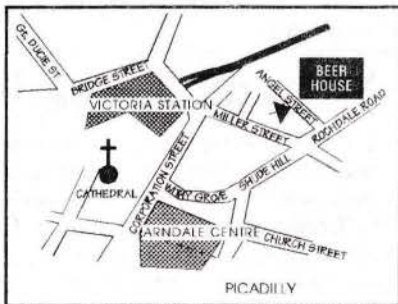 Gt. DUCIE ST.
BRIDGE STREET
VICTORIA STATION
ANGEL STREET
BEER
HOUSE
MILLER STREET
ROCHDALE ROAD
CORPORATION STREET
SHUDE HILL
CATHEDRAL
GROVE
ARNDALE CENTRE
CHURCH STREET
PICADILLY